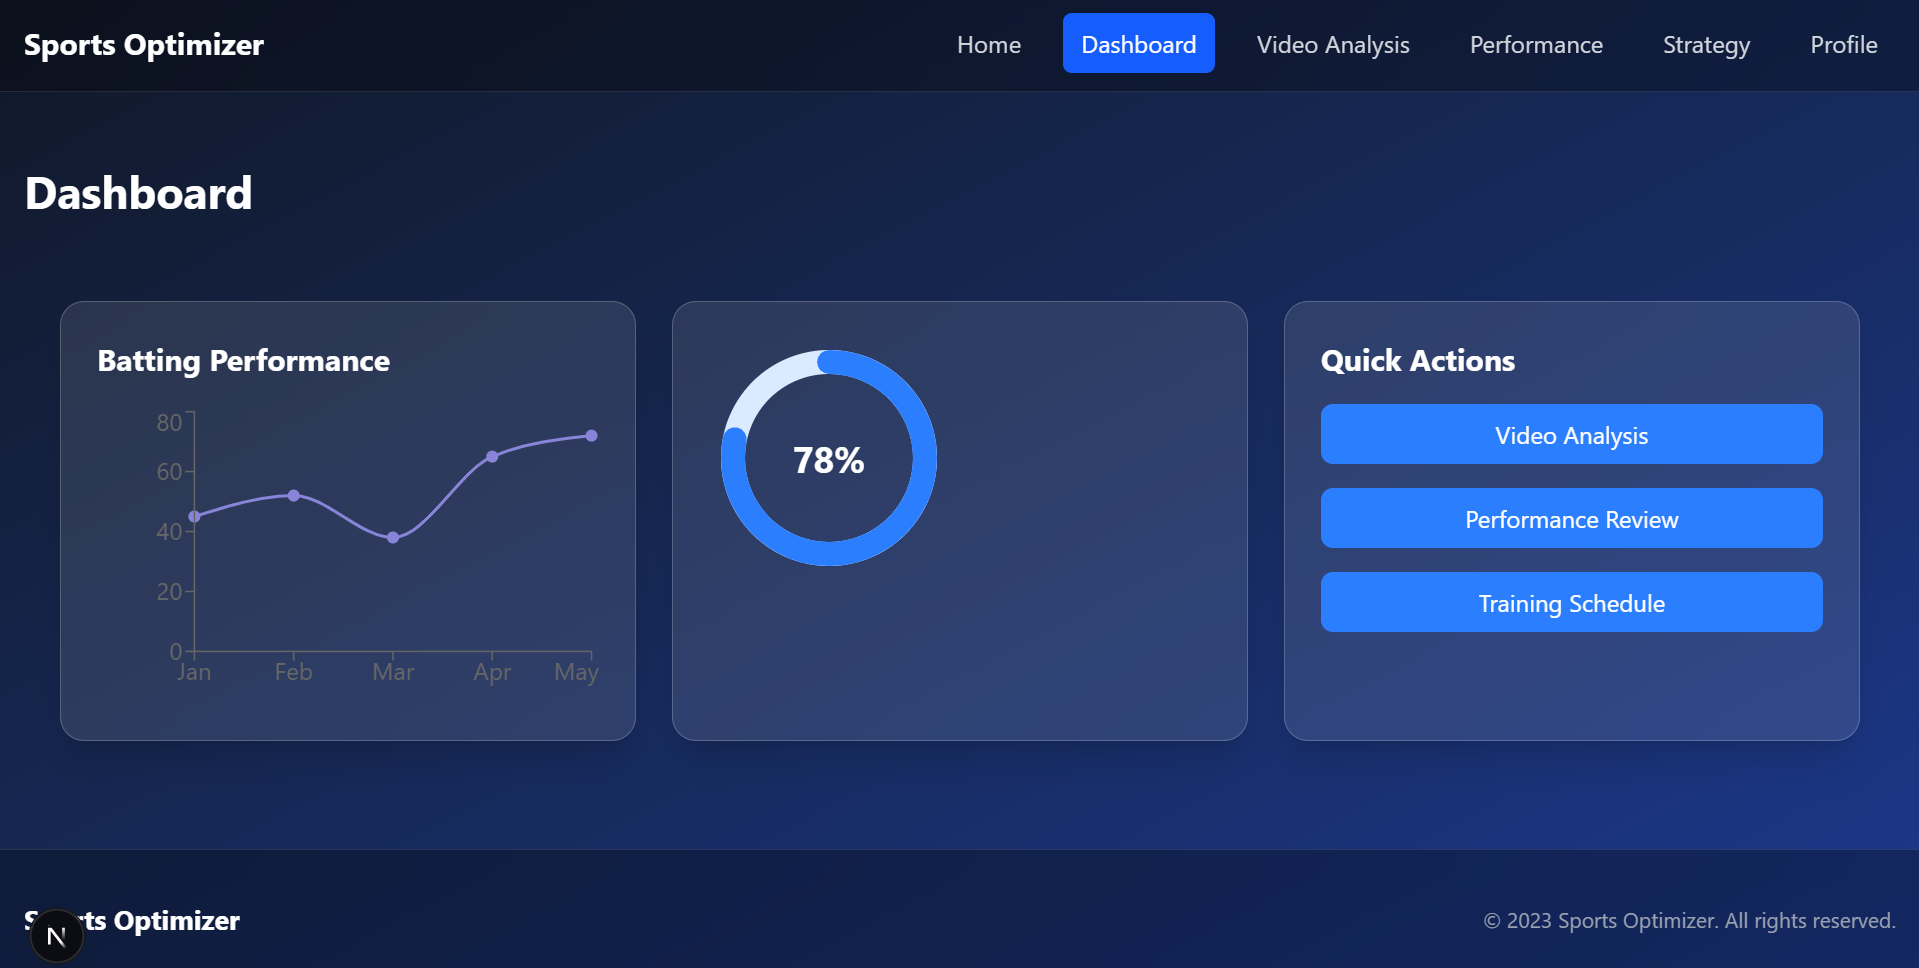 Sports Optimizer
Home
Dashboard
Video Analysis
Performance
Strategy
Profile
Dashboard
Batting Performance
80
60
40
20
0
Jan Feb Mar Apr May
78%
Quick Actions
Video Analysis
Performance Review
Training Schedule
Sports Optimizer
N
© 2023 Sports Optimizer. All rights reserved.